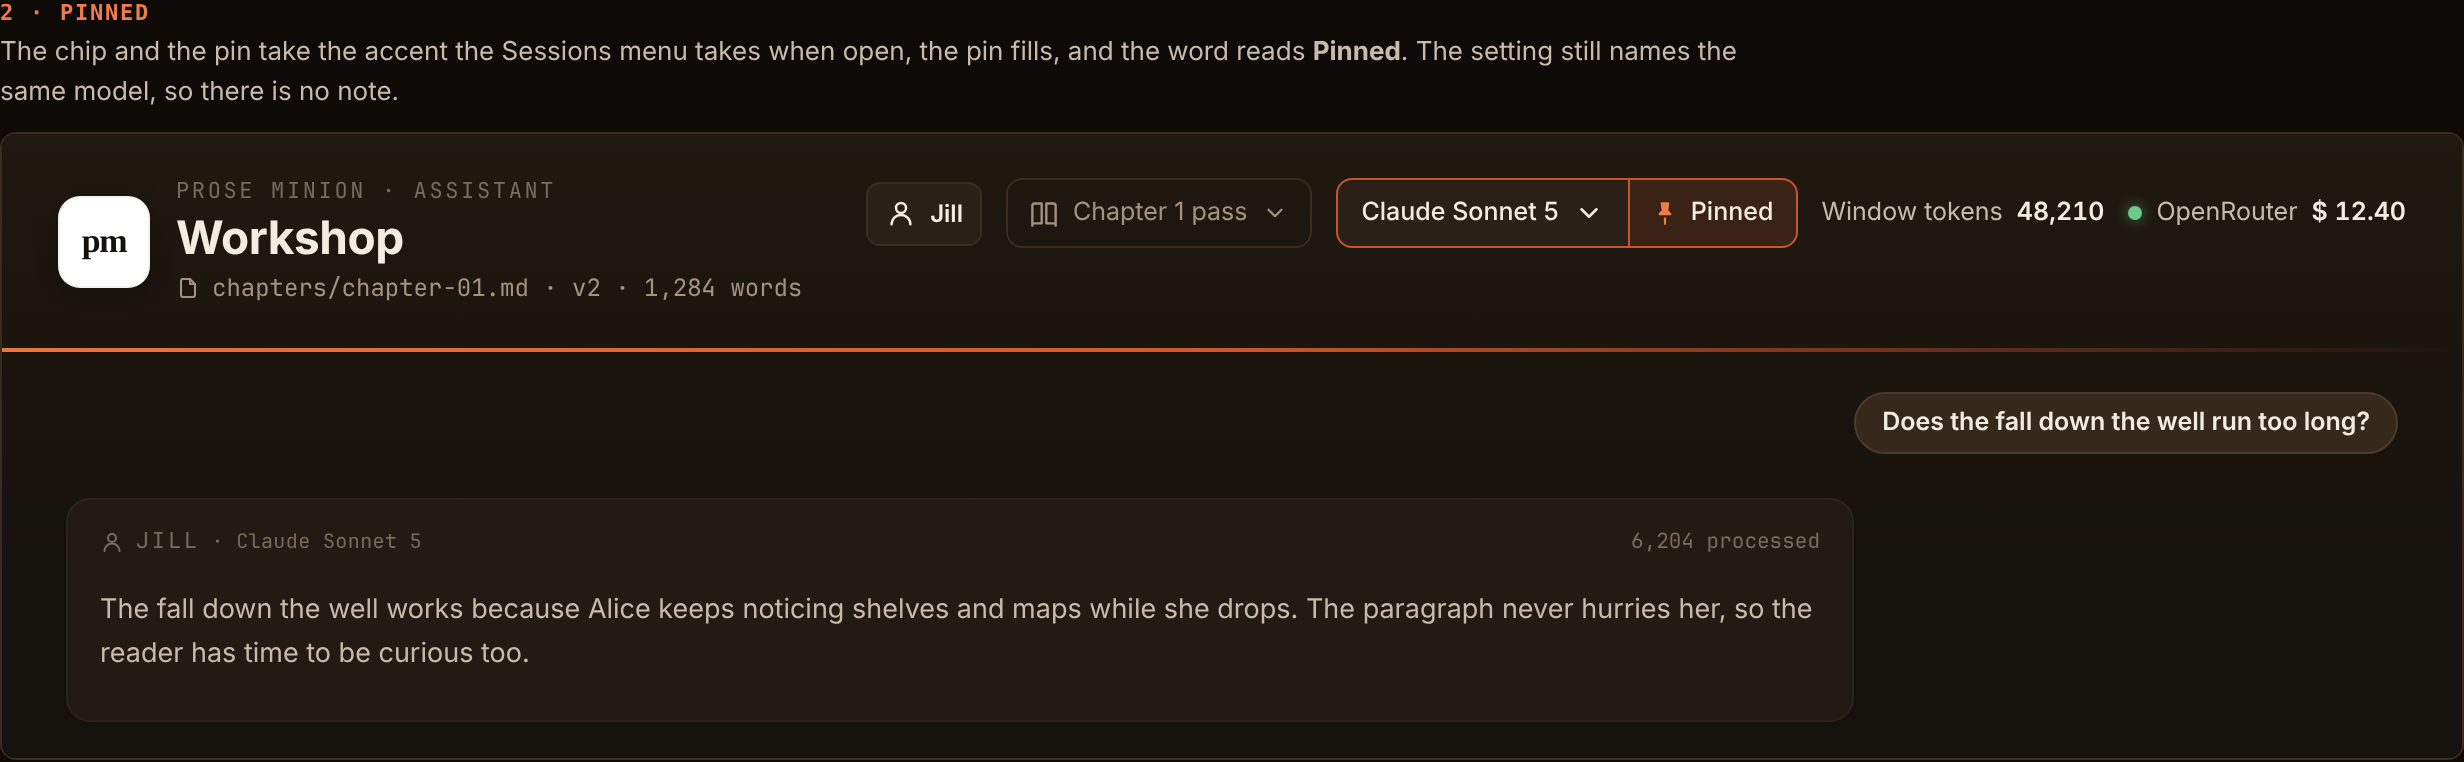 2 · PINNED
The chip and the pin take the accent the Sessions menu takes when open, the pin fills, and the word reads Pinned. The setting still names the
same model, so there is no note.
pm
PROSE MINION · ASSISTANT
Workshop
chapters/chapter-01.md · v2 · 1,284 words
Jill
Chapter 1 pass
Claude Sonnet 5
Pinned
Window tokens 48,210
OpenRouter $ 12.40
Does the fall down the well run too long?
JILL · Claude Sonnet 5
6,204 processed
The fall down the well works because Alice keeps noticing shelves and maps while she drops. The paragraph never hurries her, so the
reader has time to be curious too.